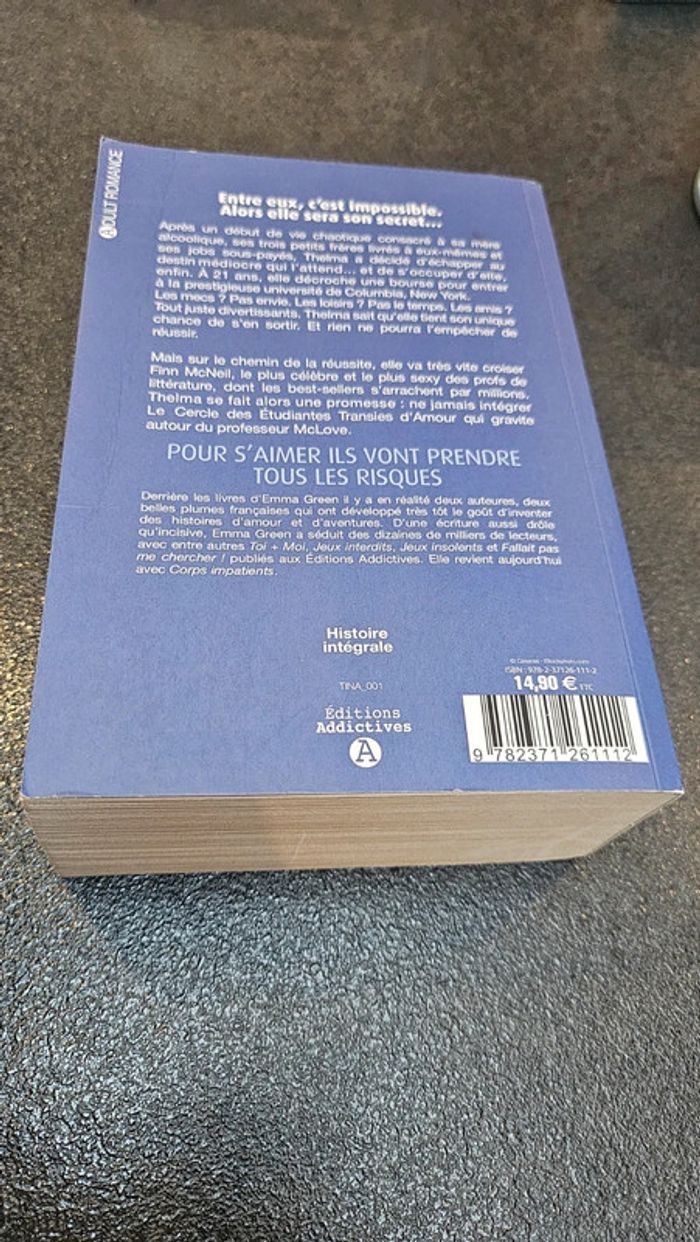 ADULT ROMANCE
Entre eux, c'est impossible.
Alors elle sera son secret...
Après un début de vie chaotique consacré à sa mère
alcoolique, ses trois petits frères livrés à eux-mêmes et
ses jobs sous-payés, Thelma a décidé d'échapper au
destin médiocre qui l'attend... et de s'occuper d'elle,
enfin. À 21 ans, elle décroche une bourse pour entrer
à la prestigieuse université de Columbia, New York.
Les mecs ? Pas envie. Les loisirs ? Pas le temps. Les amis ?
Tout juste divertissants. Thelma sait qu'elle tient son unique
chance de s'en sortir. Et rien ne pourra l'empêcher de
réussir.
Mais sur le chemin de la réussite, elle va très vite croiser
Finn McNeil, le plus célèbre et le plus sexy des profs de
littérature, dont les best-sellers s'arrachent par millions.
Thelma se fait alors une promesse : ne jamais intégrer
Le Cercle des Étudiantes Transies d'Amour qui gravite
autour du professeur McLove.
POUR S'AIMER ILS VONT PRENDRE
TOUS LES RISQUES
Derrière les livres d'Emma Green il y a en réalité deux auteures, deux
belles plumes françaises qui ont développé très tôt le goût d'inventer
des histoires d'amour et d'aventures. D'une écriture aussi drôle
qu'incisive, Emma Green a séduit des dizaines de milliers de lecteurs,
avec entre autres Toi + Moi, Jeux interdits, Jeux insolents et Fallait pas
me chercher ! publiés aux Éditions Addictives. Elle revient aujourd'hui
avec Corps impatients.
Histoire
intégrale
TINA_001
Éditions
Addictives
A
ISBN : 978-2-37126-111-2
14,90 € TTC
9 782371 261112